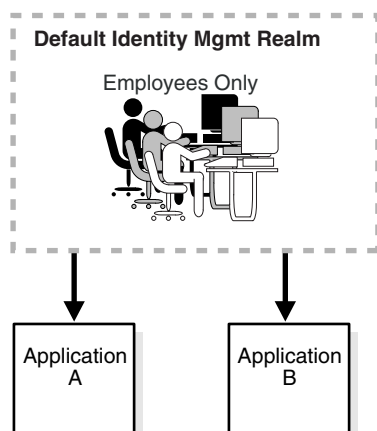 Default Identity Mgmt Realm
Employees Only
Application
A
Application
B